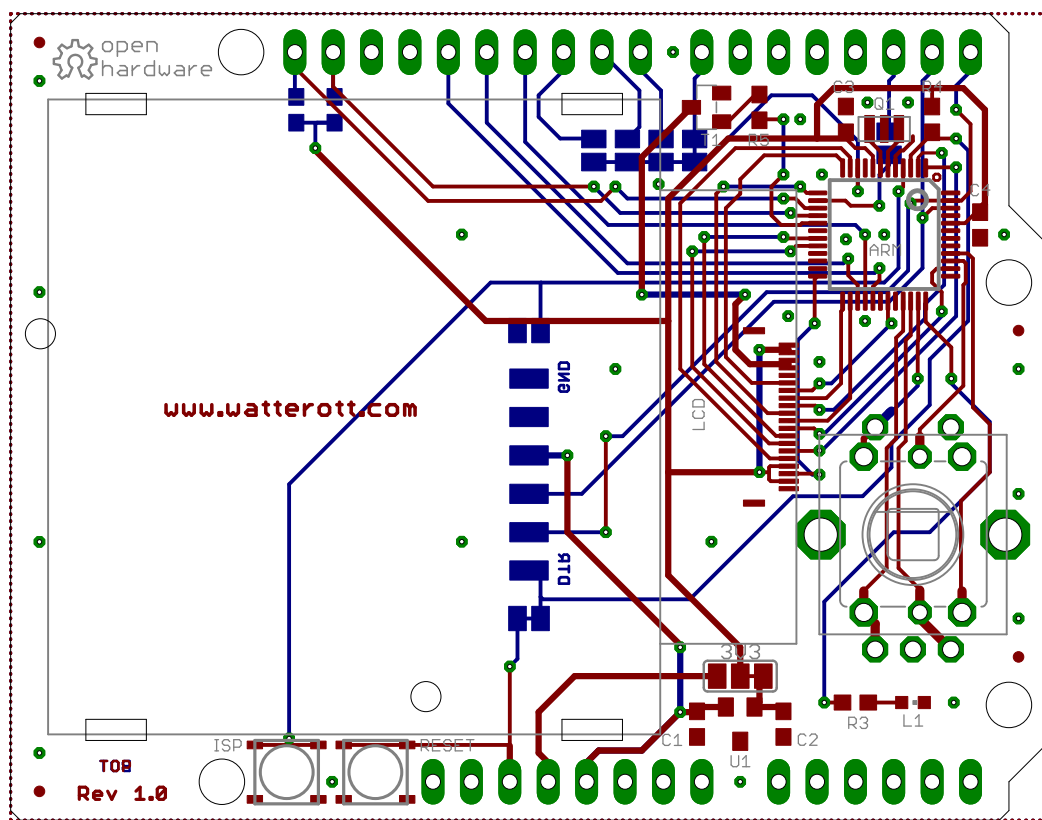 open
hardware
C3
R4
Q1
T1
R5
C4
ARM
GND
LCD
www.watterott.com
DTR
3V3
R3
L1
ISP
RESET
C1
C2
U1
Rev 1.0